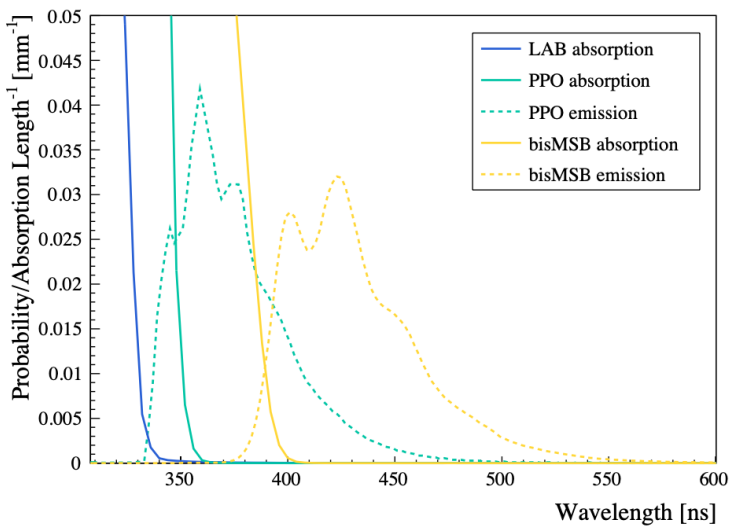 Probability/Absorption Length⁻¹ [mm⁻¹]
0.05
0.045
0.04
0.035
0.03
0.025
0.02
0.015
0.01
0.005
0
LAB absorption
PPO absorption
PPO emission
bisMSB absorption
bisMSB emission
350 400 450 500 550 600
Wavelength [ns]